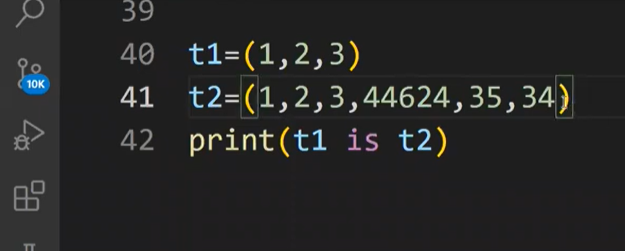 39
40 t1=(1,2,3)
10K
41 t2=(1,2,3,44624,35,34)
42 print(t1 is t2)